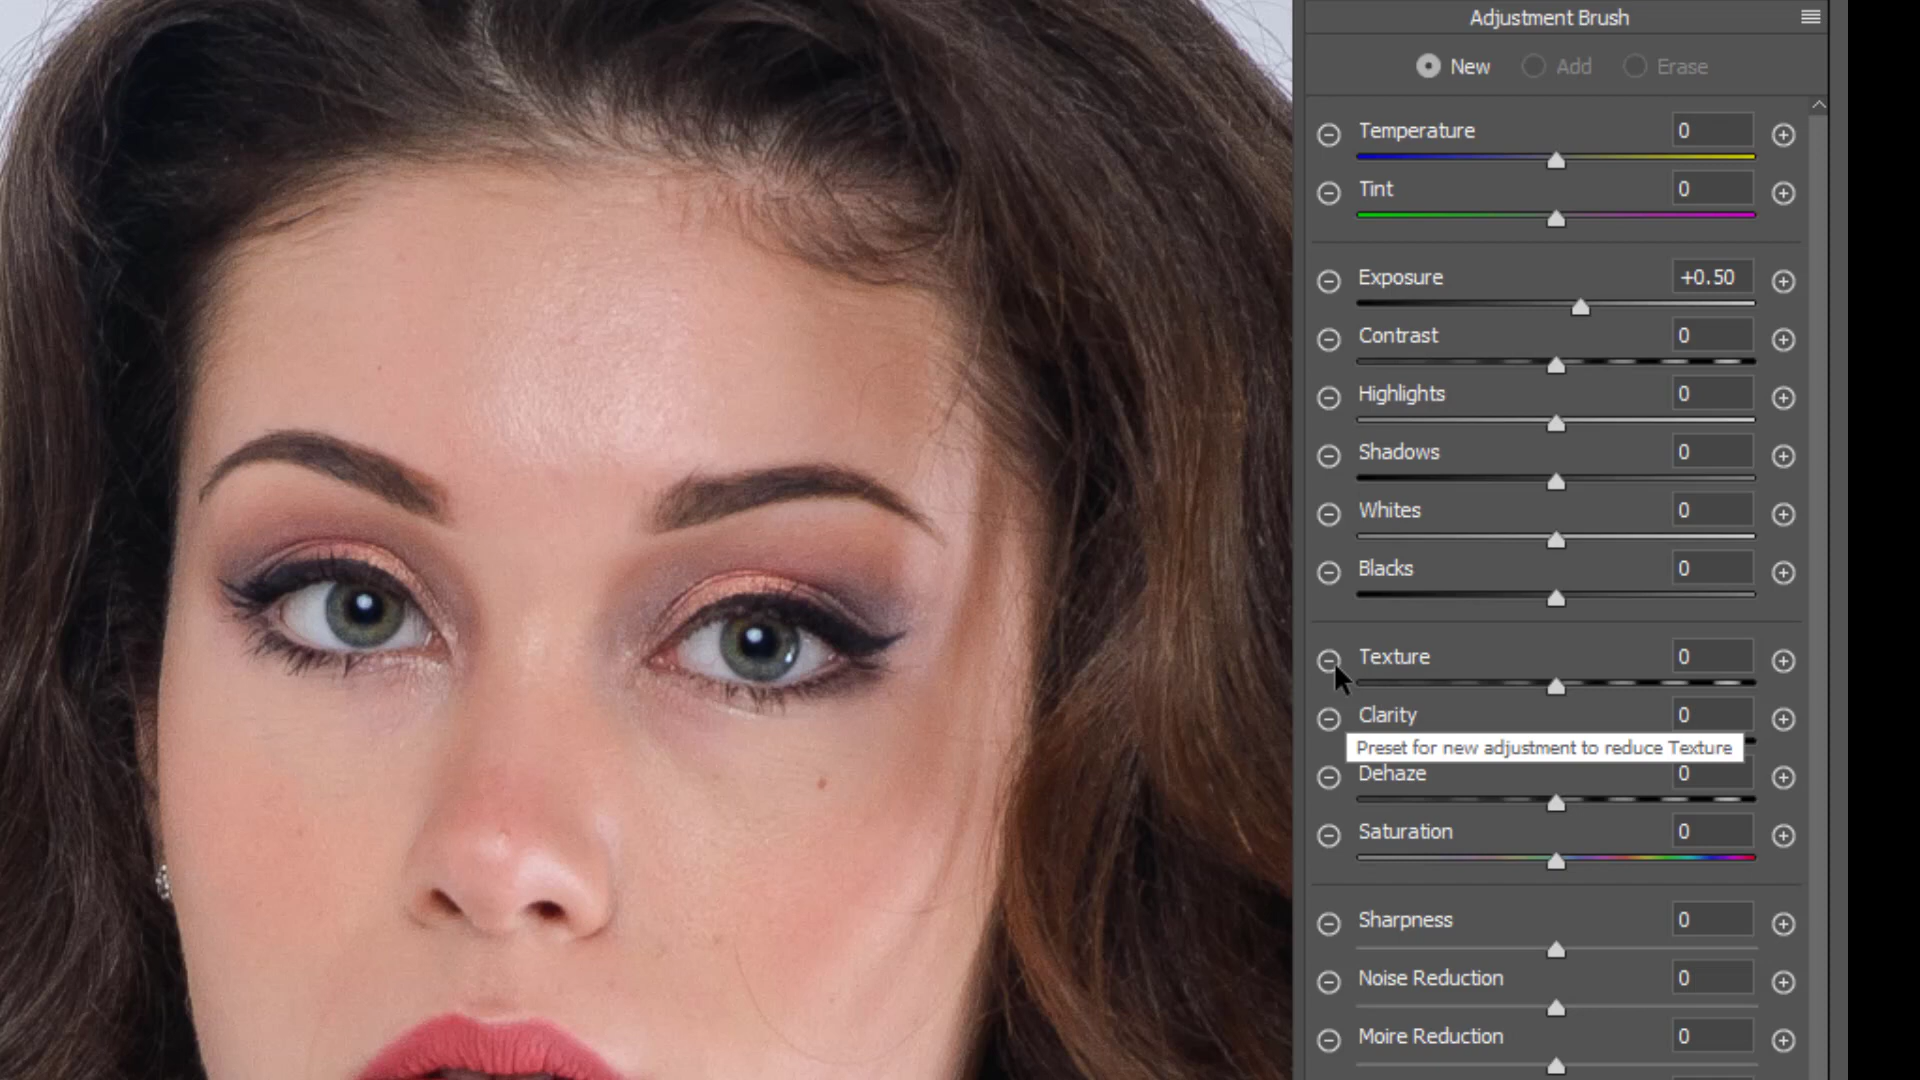 Adjustment Brush
New Add Erase
Temperature 0
Tint 0
Exposure +0.50
Contrast 0
Highlights 0
Shadows 0
Whites 0
Blacks 0
Texture 0
Clarity 0
Preset for new adjustment to reduce Texture
Dehaze 0
Saturation 0
Sharpness 0
Noise Reduction 0
Moire Reduction 0